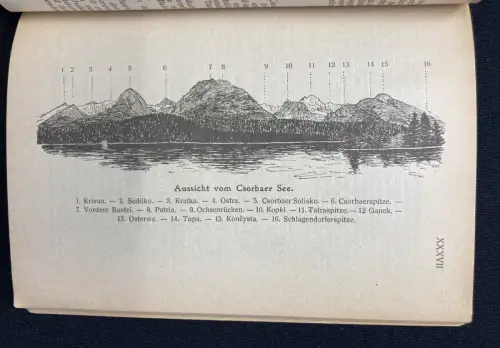 1 2 3 4 5 6 7 8 9 10 11 12 13 14 15 16
Aussicht vom Csorbaer See.
1. Krivan. — 2. Sedilko. — 3. Kratka. — 4. Ostra. — 5. Csorbaer Solisko. — 6. Csorbaerspitze. —
7. Vordere Bastei. — 8. Patria. — 9. Ochsenrücken. — 10. Kopki. — 11. Tatraspitze. — 12. Ganek. —
13. Osterwa. — 14. Tupa. — 15. Končysta. — 16. Schlagendorferspitze.
XXXVII